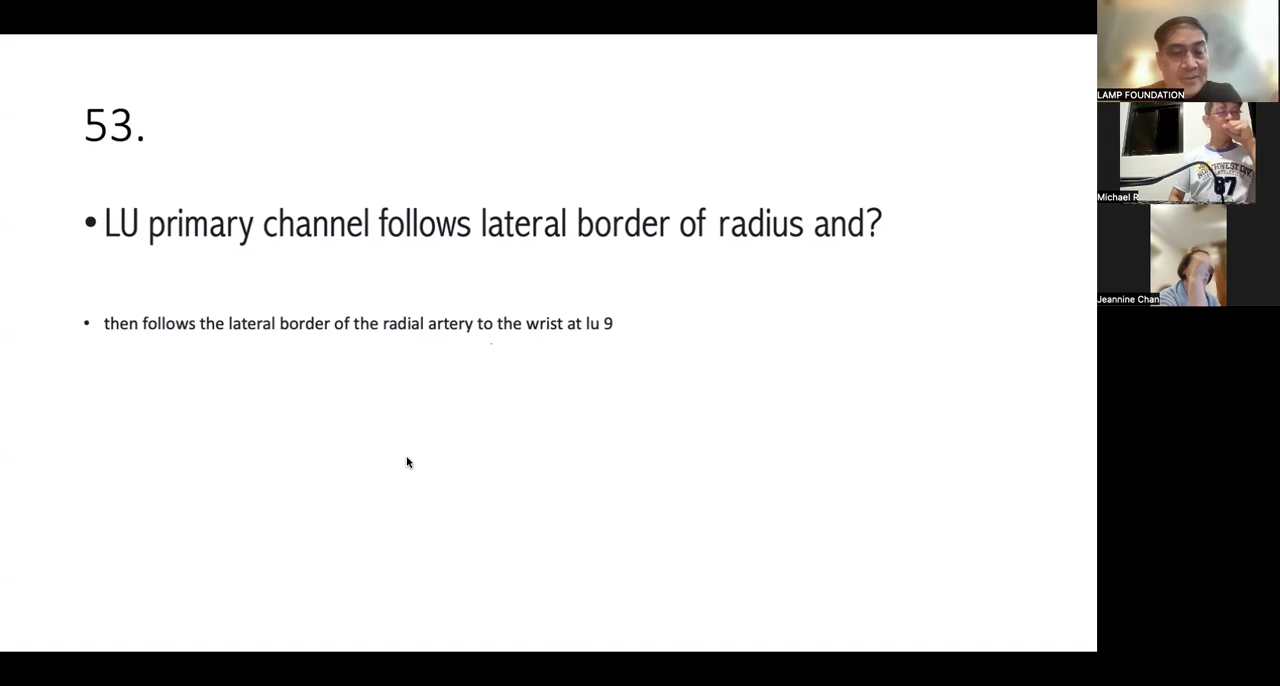 53.
• LU primary channel follows lateral border of radius and?
• then follows the lateral border of the radial artery to the wrist at lu 9
LAMP FOUNDATION
87
Michael R
Jeannine Chan